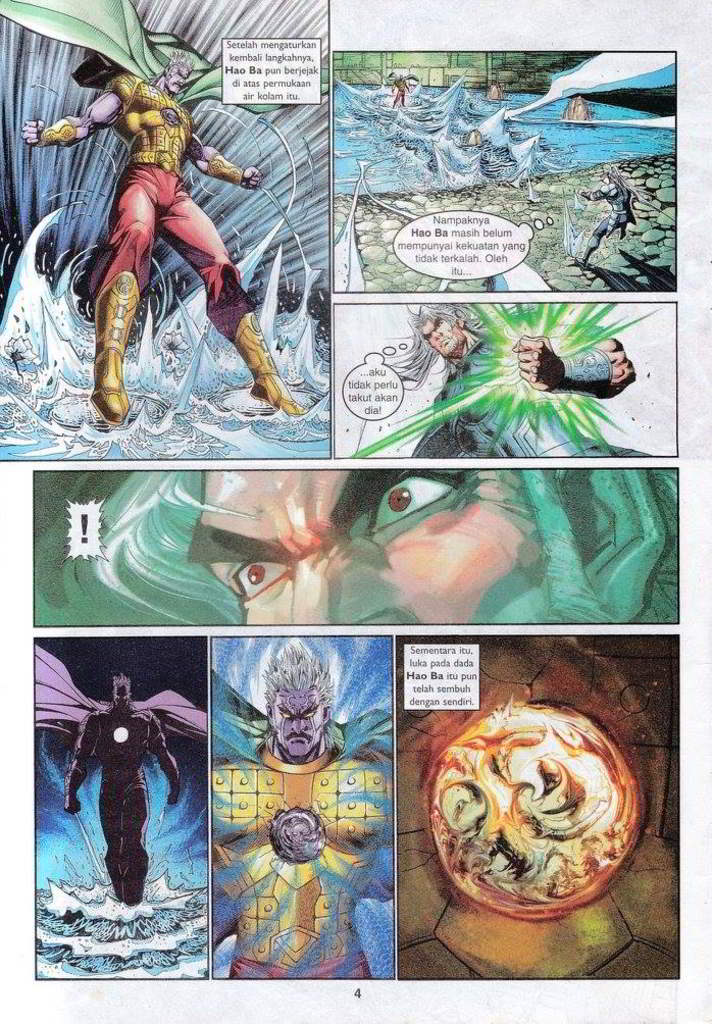 Setelah mengaturkan
kembali langkahnya,
Hao Ba pun berjejak
di atas permukaan
air kolam itu.
Nampaknya
Hao Ba masih belum
mempunyai kekuatan yang
tidak terkalah. Oleh
itu...
...aku
tidak perlu
takut akan
dia!
!
Sementara itu,
luka pada dada
Hao Ba itu pun
telah sembuh
dengan sendiri.
4